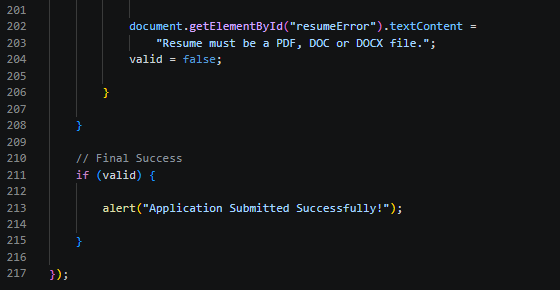 201
202 document.getElementById("resumeError").textContent =
203 "Resume must be a PDF, DOC or DOCX file.";
204 valid = false;
205
206 }
207
208 }
209
210 // Final Success
211 if (valid) {
212
213 alert("Application Submitted Successfully!");
214
215 }
216
217 });